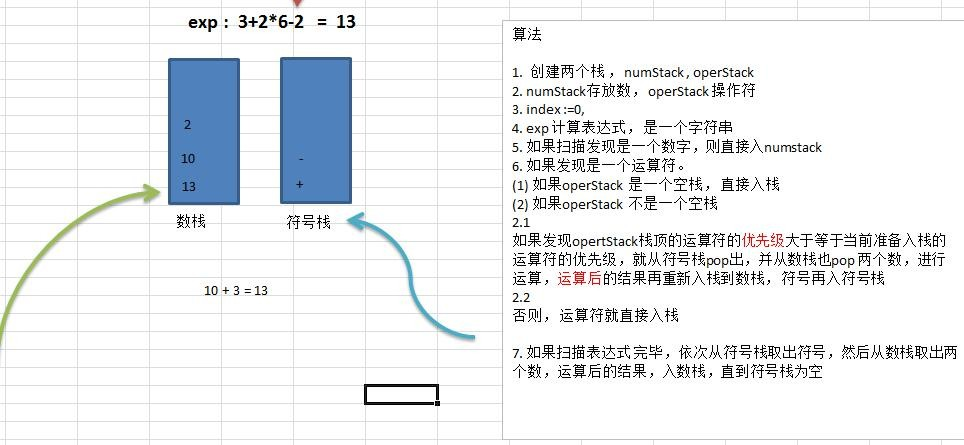 exp : 3+2*6-2 = 13
2
10
13
-
+
数栈
符号栈
10 + 3 = 13
算法
1. 创建两个栈，numStack , operStack
2. numStack存放数，operStack 操作符
3. index :=0,
4. exp 计算表达式，是一个字符串
5. 如果扫描发现是一个数字，则直接入numstack
6. 如果发现是一个运算符。
(1) 如果operStack 是一个空栈，直接入栈
(2) 如果operStack 不是一个空栈
2.1
如果发现opertStack栈顶的运算符的优先级大于等于当前准备入栈的
运算符的优先级，就从符号栈pop出，并从数栈也pop 两个数，进行
运算，运算后的结果再重新入栈到数栈，符号再入符号栈
2.2
否则，运算符就直接入栈
7. 如果扫描表达式 完毕，依次从符号栈取出符号，然后从数栈取出两
个数，运算后的结果，入数栈，直到符号栈为空